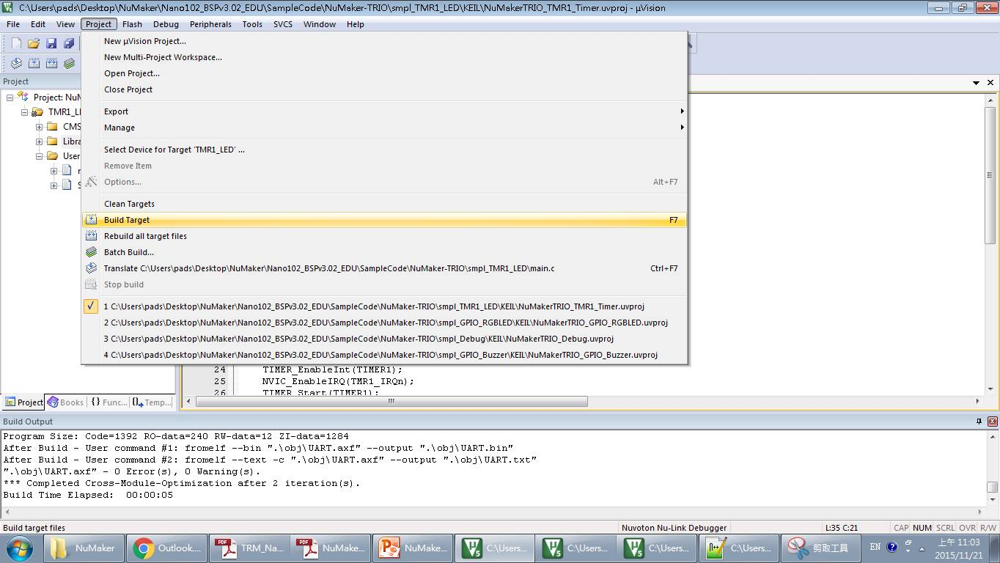 C:\Users\pads\Desktop\NuMaker\Nano102_BSPv3.02_EDU\SampleCode\NuMaker-TRIO\smpl_TMR1_LED\KEIL\NuMakerTRIO_TMR1_Timer.uvproj - µVision
File Edit View Project Flash Debug Peripherals Tools SVCS Window Help
New µVision Project...
New Multi-Project Workspace...
Open Project...
Close Project
Export
Manage
Select Device for Target 'TMR1_LED' ...
Remove Item
Options... Alt+F7
Clean Targets
Build Target F7
Rebuild all target files
Batch Build...
Translate C:\Users\pads\Desktop\NuMaker\Nano102_BSPv3.02_EDU\SampleCode\NuMaker-TRIO\smpl_TMR1_LED\main.c Ctrl+F7
Stop build
1 C:\Users\pads\Desktop\NuMaker\Nano102_BSPv3.02_EDU\SampleCode\NuMaker-TRIO\smpl_TMR1_LED\KEIL\NuMakerTRIO_TMR1_Timer.uvproj
2 C:\Users\pads\Desktop\NuMaker\Nano102_BSPv3.02_EDU\SampleCode\NuMaker-TRIO\smpl_GPIO_RGBLED\KEIL\NuMakerTRIO_GPIO_RGBLED.uvproj
3 C:\Users\pads\Desktop\NuMaker\Nano102_BSPv3.02_EDU\SampleCode\NuMaker-TRIO\smpl_Debug\KEIL\NuMakerTRIO_Debug.uvproj
4 C:\Users\pads\Desktop\NuMaker\Nano102_BSPv3.02_EDU\SampleCode\NuMaker-TRIO\smpl_GPIO_Buzzer\KEIL\NuMakerTRIO_GPIO_Buzzer.uvproj
Project
Project: NuM
TMR1_LE
CMS
Libra
User
24 TIMER_EnableInt(TIMER1);
25 NVIC_EnableIRQ(TMR1_IRQn);
26 TIMER_Start(TIMER1);
Project Books {} Func... Temp...
Build Output
Program Size: Code=1392 RO-data=240 RW-data=12 ZI-data=1284
After Build - User command #1: fromelf --bin ".\obj\UART.axf" --output ".\obj\UART.bin"
After Build - User command #2: fromelf --text -c ".\obj\UART.axf" --output ".\obj\UART.txt"
".\obj\UART.axf" - 0 Error(s), 0 Warning(s).
*** Completed Cross-Module-Optimization after 2 iteration(s).
Build Time Elapsed:  00:00:05
Build target files Nuvoton Nu-Link Debugger L:35 C:21 CAP NUM SCRL OVR R/W
NuMaker Outlook.... TRM_Na... NuMake... NuMake... C:\Users... C:\Users... C:\Users... C:\Users... 剪取工具 EN 上午 11:03
2015/11/21